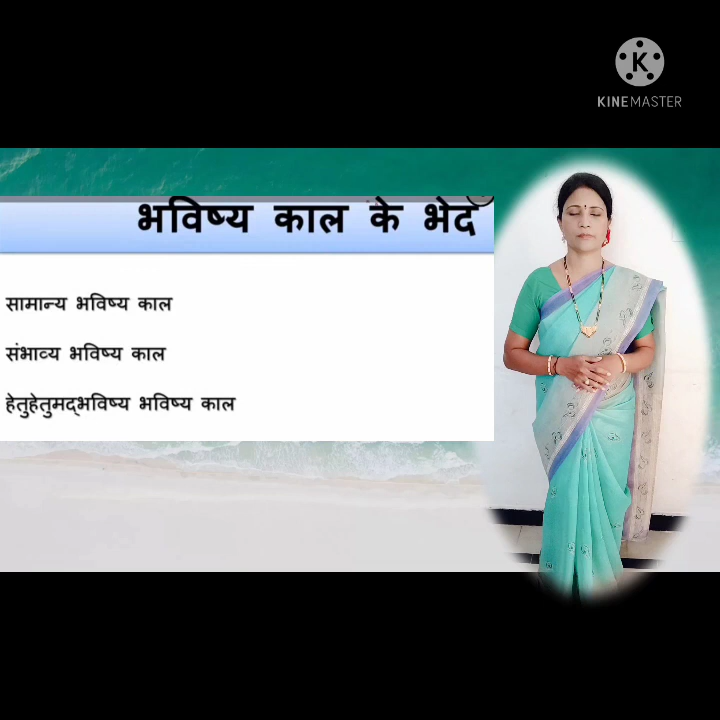 KINEMASTER
भविष्य काल के भेद
सामान्य भविष्य काल
संभाव्य भविष्य काल
हेतुहेतुमद्भविष्य भविष्य काल